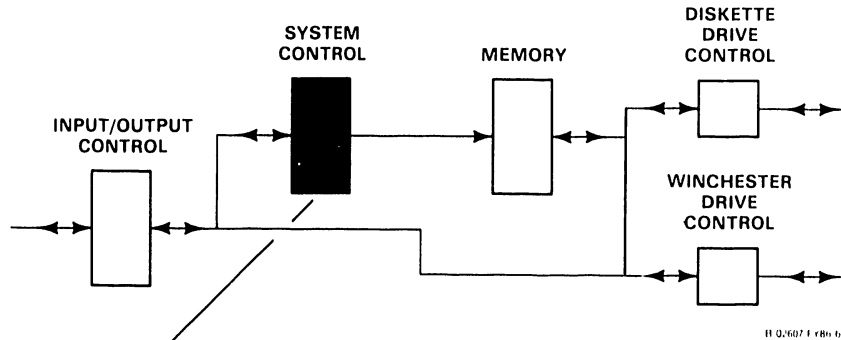 SYSTEM
CONTROL
MEMORY
DISKETTE
DRIVE
CONTROL
INPUT/OUTPUT
CONTROL
WINCHESTER
DRIVE
CONTROL